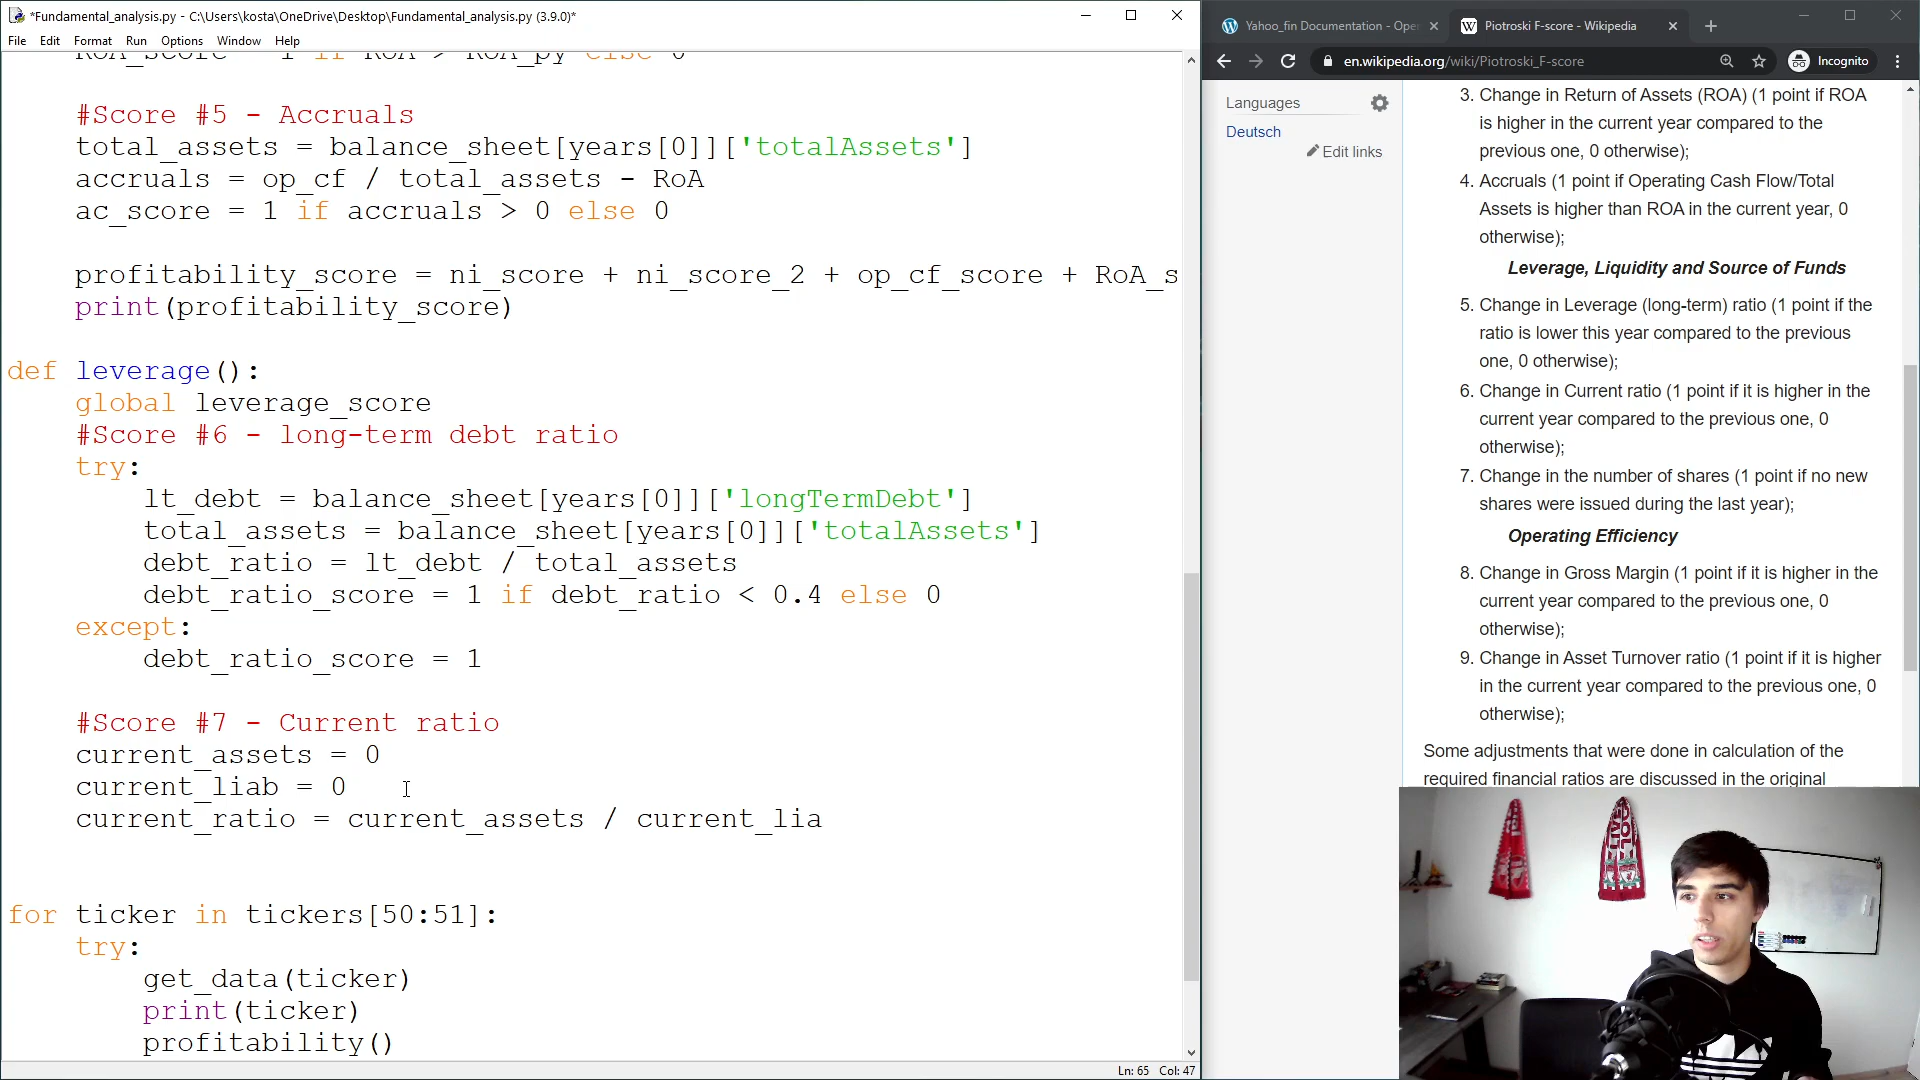 *Fundamental_analysis.py - C:\Users\kosta\OneDrive\Desktop\Fundamental_analysis.py (3.9.0)*
File Edit Format Run Options Window Help
RoA_score = 1 if RoA > RoA_py else 0
#Score #5 - Accruals
total_assets = balance_sheet[years[0]]['totalAssets']
accruals = op_cf / total_assets - RoA
ac_score = 1 if accruals > 0 else 0
profitability_score = ni_score + ni_score_2 + op_cf_score + RoA_s
print(profitability_score)
def leverage():
global leverage_score
#Score #6 - long-term debt ratio
try:
lt_debt = balance_sheet[years[0]]['longTermDebt']
total_assets = balance_sheet[years[0]]['totalAssets']
debt_ratio = lt_debt / total_assets
debt_ratio_score = 1 if debt_ratio < 0.4 else 0
except:
debt_ratio_score = 1
#Score #7 - Current ratio
current_assets = 0
current_liab = 0
current_ratio = current_assets / current_lia
for ticker in tickers[50:51]:
try:
get_data(ticker)
print(ticker)
profitability()
Ln: 65 Col: 47
Yahoo_fin Documentation - Ope
Piotroski F-score - Wikipedia
en.wikipedia.org/wiki/Piotroski_F-score
Incognito
Languages
Deutsch
Edit links
3. Change in Return of Assets (ROA) (1 point if ROA
is higher in the current year compared to the
previous one, 0 otherwise);
4. Accruals (1 point if Operating Cash Flow/Total
Assets is higher than ROA in the current year, 0
otherwise);
Leverage, Liquidity and Source of Funds
5. Change in Leverage (long-term) ratio (1 point if the
ratio is lower this year compared to the previous
one, 0 otherwise);
6. Change in Current ratio (1 point if it is higher in the
current year compared to the previous one, 0
otherwise);
7. Change in the number of shares (1 point if no new
shares were issued during the last year);
Operating Efficiency
8. Change in Gross Margin (1 point if it is higher in the
current year compared to the previous one, 0
otherwise);
9. Change in Asset Turnover ratio (1 point if it is higher
in the current year compared to the previous one, 0
otherwise);
Some adjustments that were done in calculation of the
required financial ratios are discussed in the original